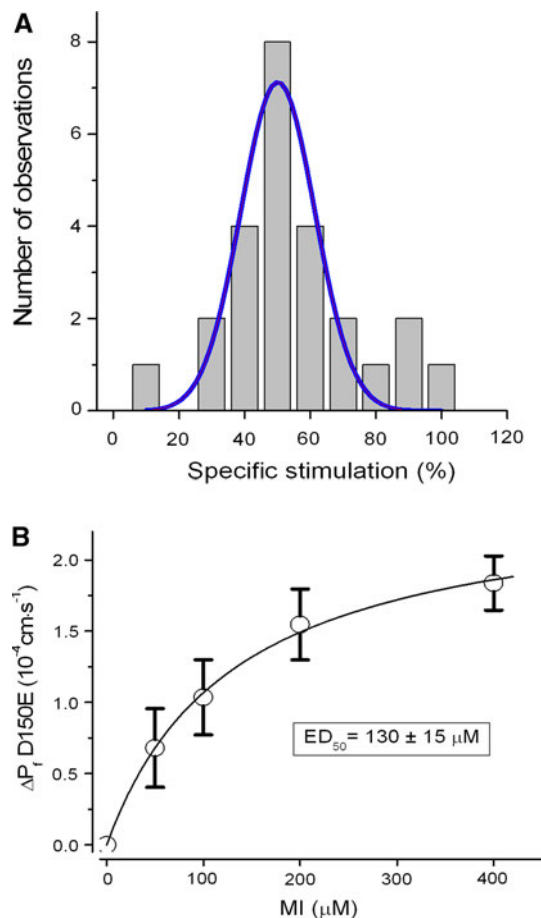 A
Number of observations
8
6
4
2
0
0 20 40 60 80 100 120
Specific stimulation (%)
B
ΔP_f D150E (10⁻⁴cm·s⁻¹)
2.0
1.5
1.0
0.5
0.0
ED₅₀ = 130 ± 15 μM
0 100 200 300 400
MI (μM)